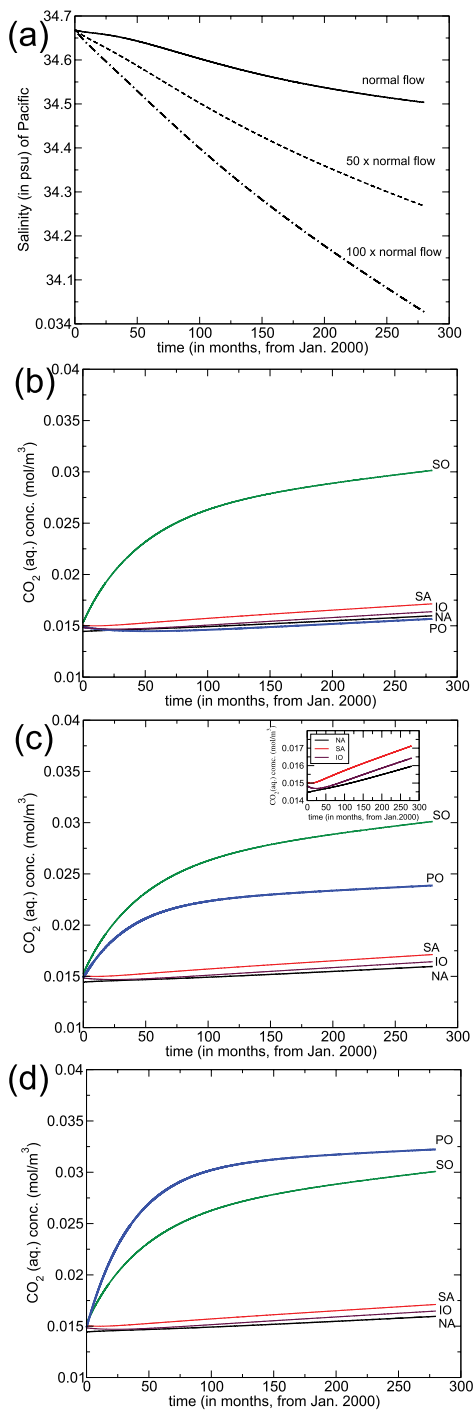 (a)
34.7
34.6
34.5
34.4
34.3
34.2
34.1
0.034
Salinity (in psu) of Pacific
normal flow
50 x normal flow
100 x normal flow
0 50 100 150 200 250 300
time (in months, from Jan. 2000)
(b)
0.04
0.035
0.03
0.025
0.02
0.015
0.01
CO2 (aq.) conc. (mol/m3)
SO
SA
IO
NA
PO
0 50 100 150 200 250 300
time (in months, from Jan. 2000)
(c)
0.04
0.035
0.03
0.025
0.02
0.015
0.01
CO2 (aq.) conc. (mol/m3)
NA
SA
IO
0.017
0.016
0.015
0.014
CO2(aq.) conc. (mol/m3)
0 50 100 150 200 250 300
time (in months, from Jan.2000)
SO
PO
SA
IO
NA
0 50 100 150 200 250 300
time (in months, from Jan. 2000)
(d)
0.04
0.035
0.03
0.025
0.02
0.015
0.01
CO2 (aq.) conc. (mol/m3)
PO
SO
SA
IO
NA
0 50 100 150 200 250 300
time (in months, from Jan. 2000)